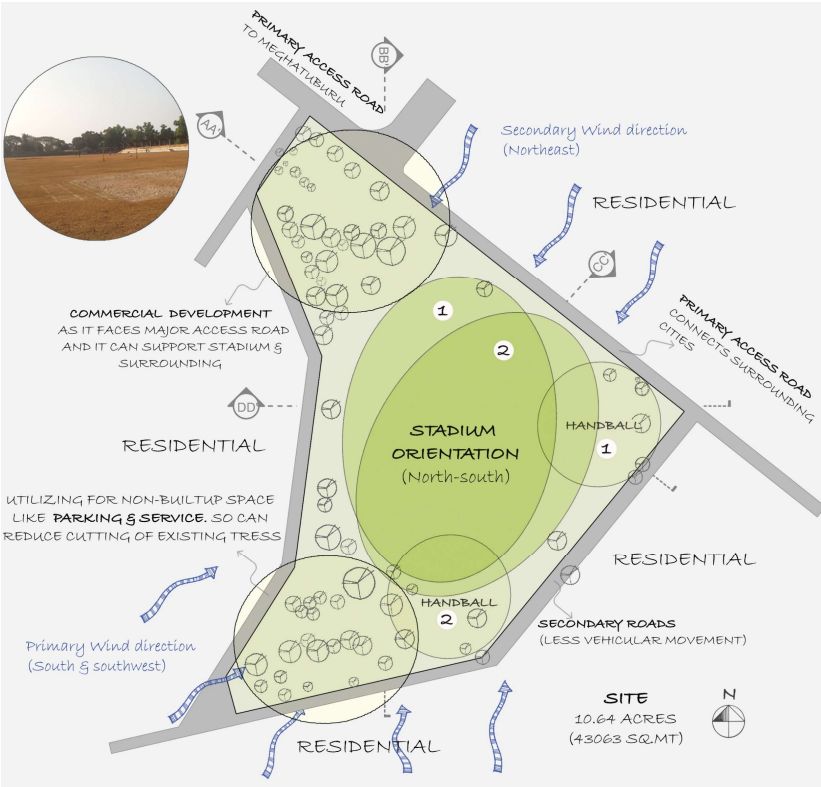 PRIMARY ACCESS ROAD
TO MEGHATUBURU
BB'
AA'
Secondary Wind direction
(Northeast)
RESIDENTIAL
CC'
PRIMARY ACCESS ROAD
CONNECTS SURROUNDING
CITIES
COMMERCIAL DEVELOPMENT
AS IT FACES MAJOR ACCESS ROAD
AND IT CAN SUPPORT STADIUM &
SURROUNDING
1
2
DD'
RESIDENTIAL
STADIUM
ORIENTATION
(North-south)
HANDBALL
1
UTILIZING FOR NON-BUILTUP SPACE
LIKE PARKING & SERVICE. SO CAN
REDUCE CUTTING OF EXISTING TRESS
RESIDENTIAL
HANDBALL
2
SECONDARY ROADS
(LESS VEHICULAR MOVEMENT)
Primary Wind direction
(South & southwest)
SITE
10.64 ACRES
(43063 SQ.MT)
N
RESIDENTIAL